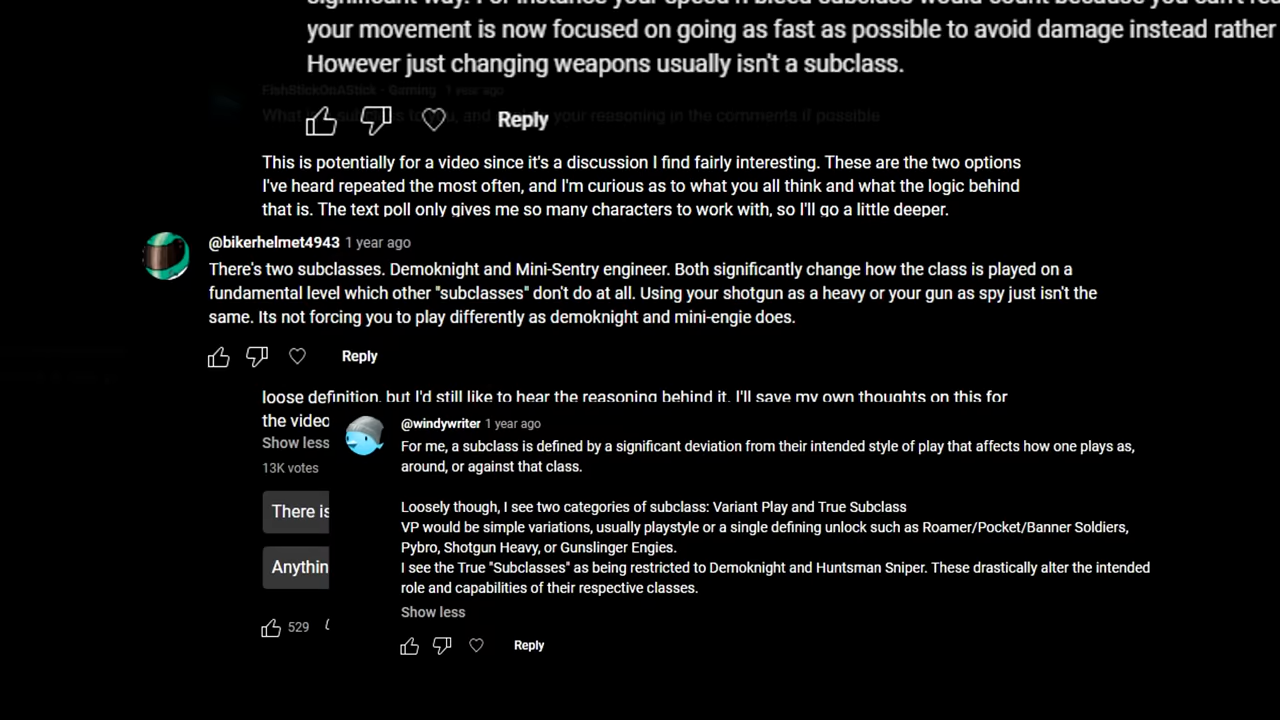 your movement is now focused on going as fast as possible to avoid damage instead rather
However just changing weapons usually isn't a subclass.
FishStickOnAStick - Gaming 1 year ago
your reasoning in the comments if possible
Reply
This is potentially for a video since it's a discussion I find fairly interesting. These are the two options
I've heard repeated the most often, and I'm curious as to what you all think and what the logic behind
that is. The text poll only gives me so many characters to work with, so I'll go a little deeper.
@bikerhelmet4943 1 year ago
There's two subclasses. Demoknight and Mini-Sentry engineer. Both significantly change how the class is played on a
fundamental level which other "subclasses" don't do at all. Using your shotgun as a heavy or your gun as spy just isn't the
same. Its not forcing you to play differently as demoknight and mini-engie does.
Reply
loose definition, but I'd still like to hear the reasoning behind it. I'll save my own thoughts on this for
the video
Show less
13K votes
There is
Anythin
529
@windywriter 1 year ago
For me, a subclass is defined by a significant deviation from their intended style of play that affects how one plays as,
around, or against that class.
Loosely though, I see two categories of subclass: Variant Play and True Subclass
VP would be simple variations, usually playstyle or a single defining unlock such as Roamer/Pocket/Banner Soldiers,
Pybro, Shotgun Heavy, or Gunslinger Engies.
I see the True "Subclasses" as being restricted to Demoknight and Huntsman Sniper. These drastically alter the intended
role and capabilities of their respective classes.
Show less
Reply